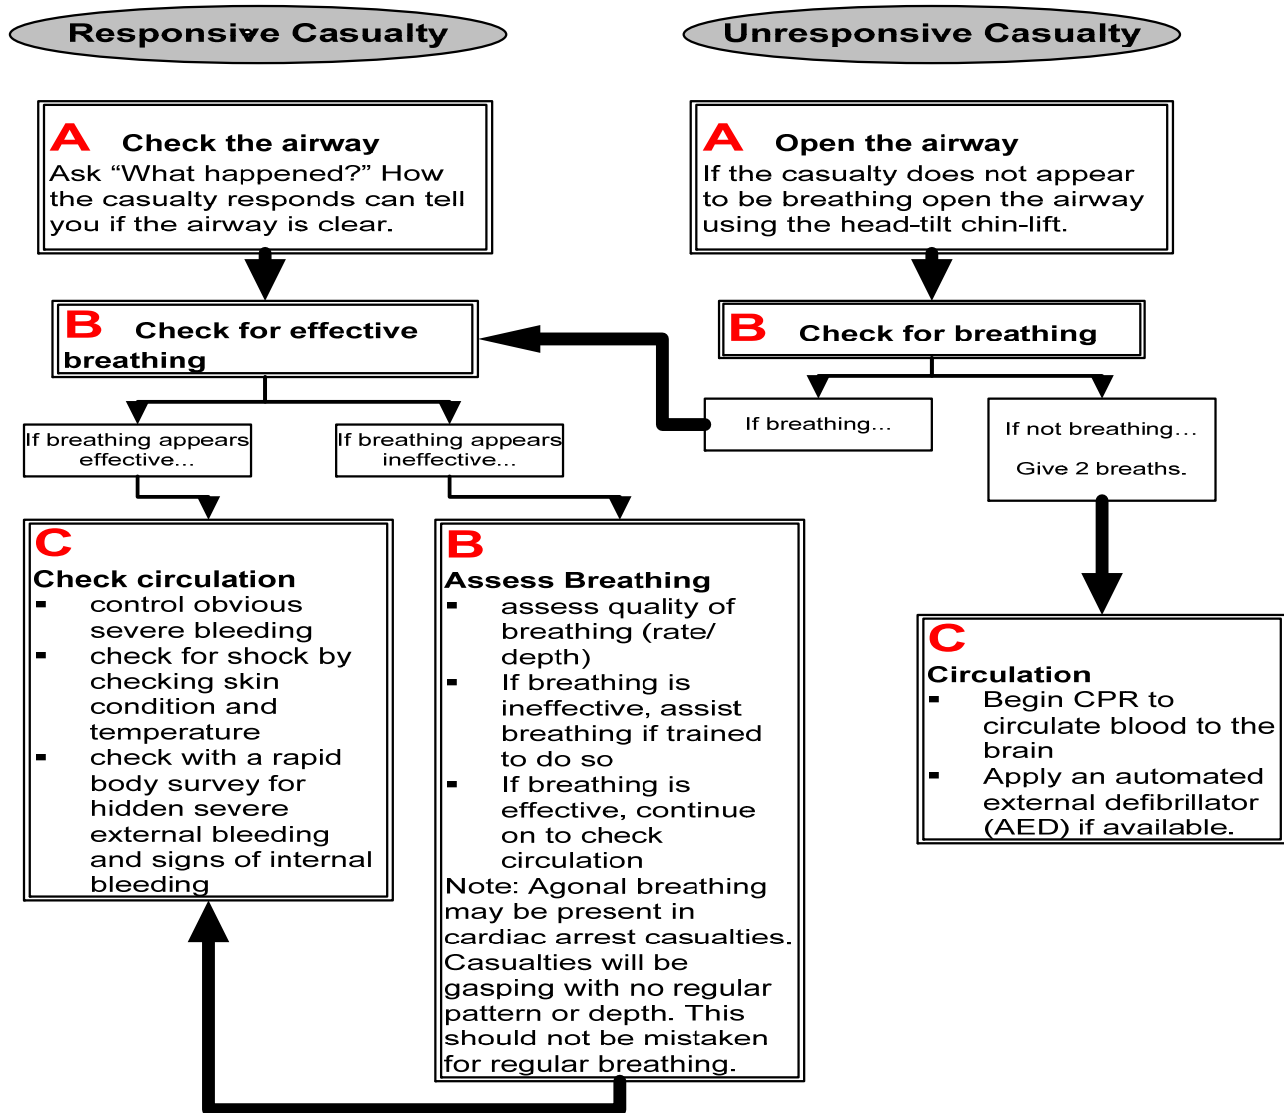 Responsive Casualty
Unresponsive Casualty
A Check the airway
Ask “What happened?” How
the casualty responds can tell
you if the airway is clear.
A Open the airway
If the casualty does not appear
to be breathing open the airway
using the head-tilt chin-lift.
B Check for effective
breathing
B Check for breathing
If breathing appears
effective...
If breathing appears
ineffective...
If breathing...
If not breathing...
Give 2 breaths.
C
Check circulation
▪ control obvious
severe bleeding
▪ check for shock by
checking skin
condition and
temperature
▪ check with a rapid
body survey for
hidden severe
external bleeding
and signs of internal
bleeding
B
Assess Breathing
▪ assess quality of
breathing (rate/
depth)
▪ If breathing is
ineffective, assist
breathing if trained
to do so
▪ If breathing is
effective, continue
on to check
circulation
Note: Agonal breathing
may be present in
cardiac arrest casualties.
Casualties will be
gasping with no regular
pattern or depth. This
should not be mistaken
for regular breathing.
C
Circulation
▪ Begin CPR to
circulate blood to the
brain
▪ Apply an automated
external defibrillator
(AED) if available.